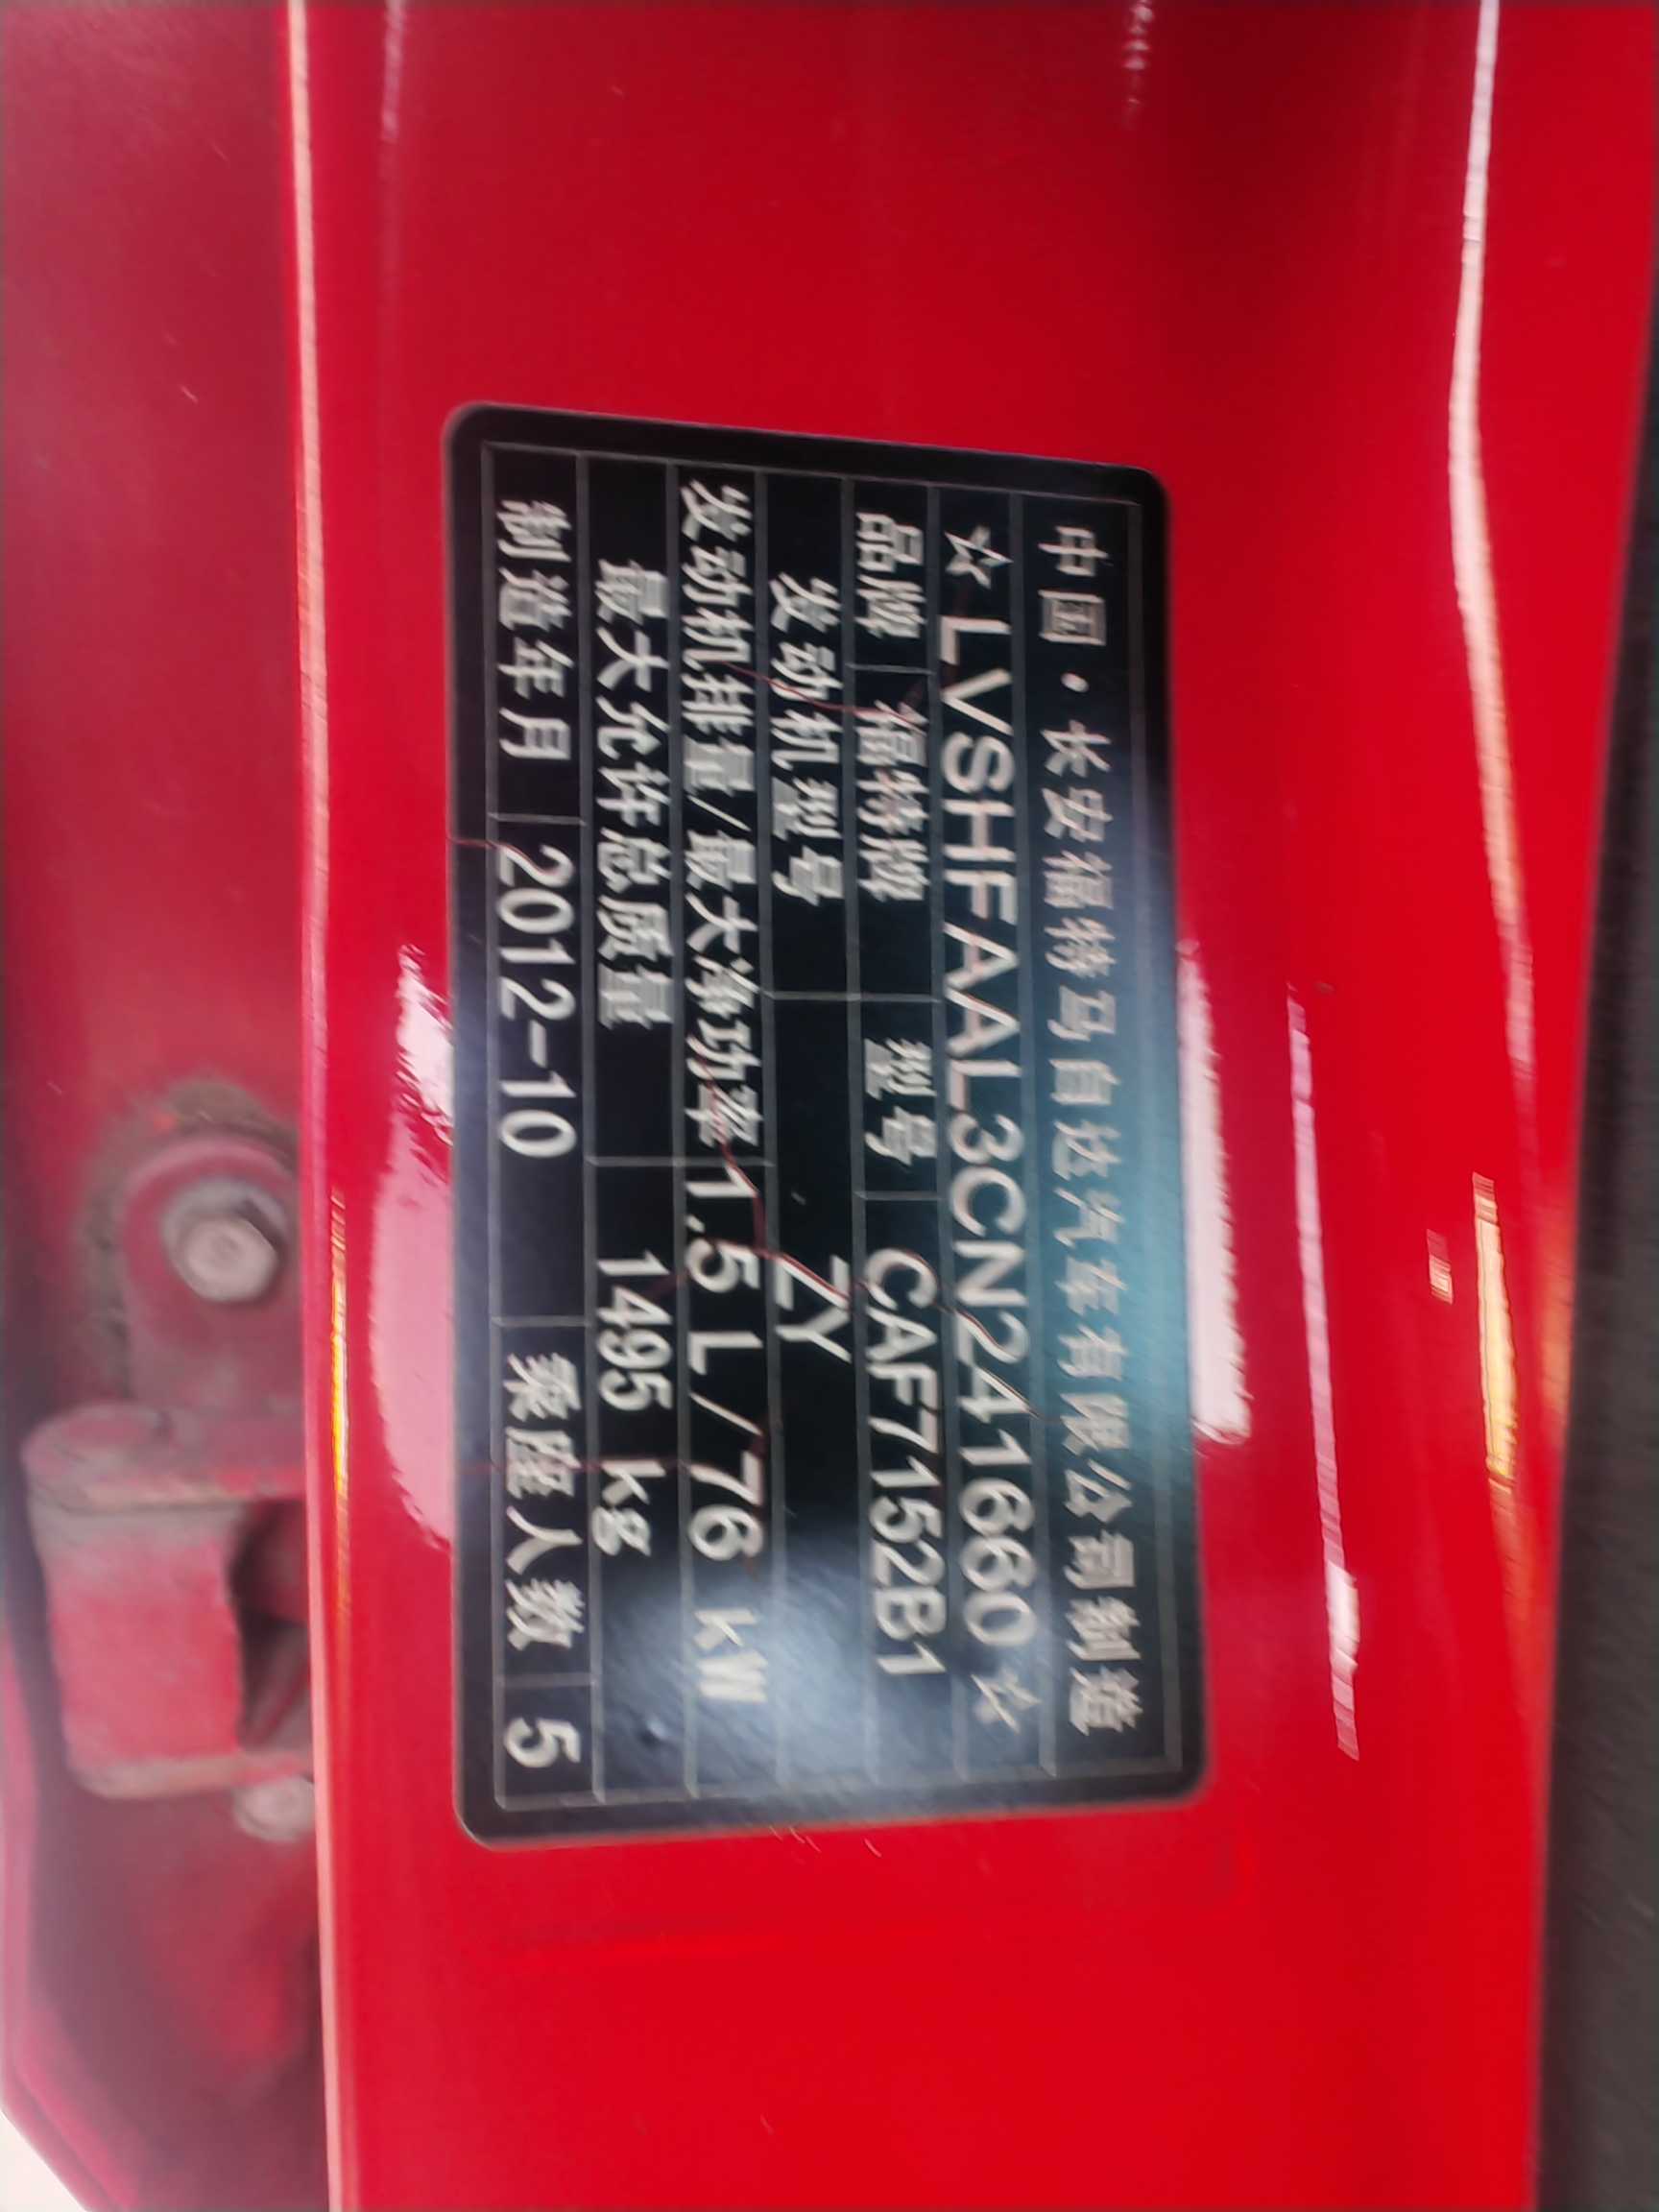 中国·长安福特马自达汽车有限公司制造
☆LVSHFAAL3CN241660☆
品牌 福特牌 型号 CAF7152B1
发动机型号 ZY
发动机排量/最大净功率 1.5 L/76 kW
最大允许总质量 1495 kg
制造年月 2012-10 乘座人数 5